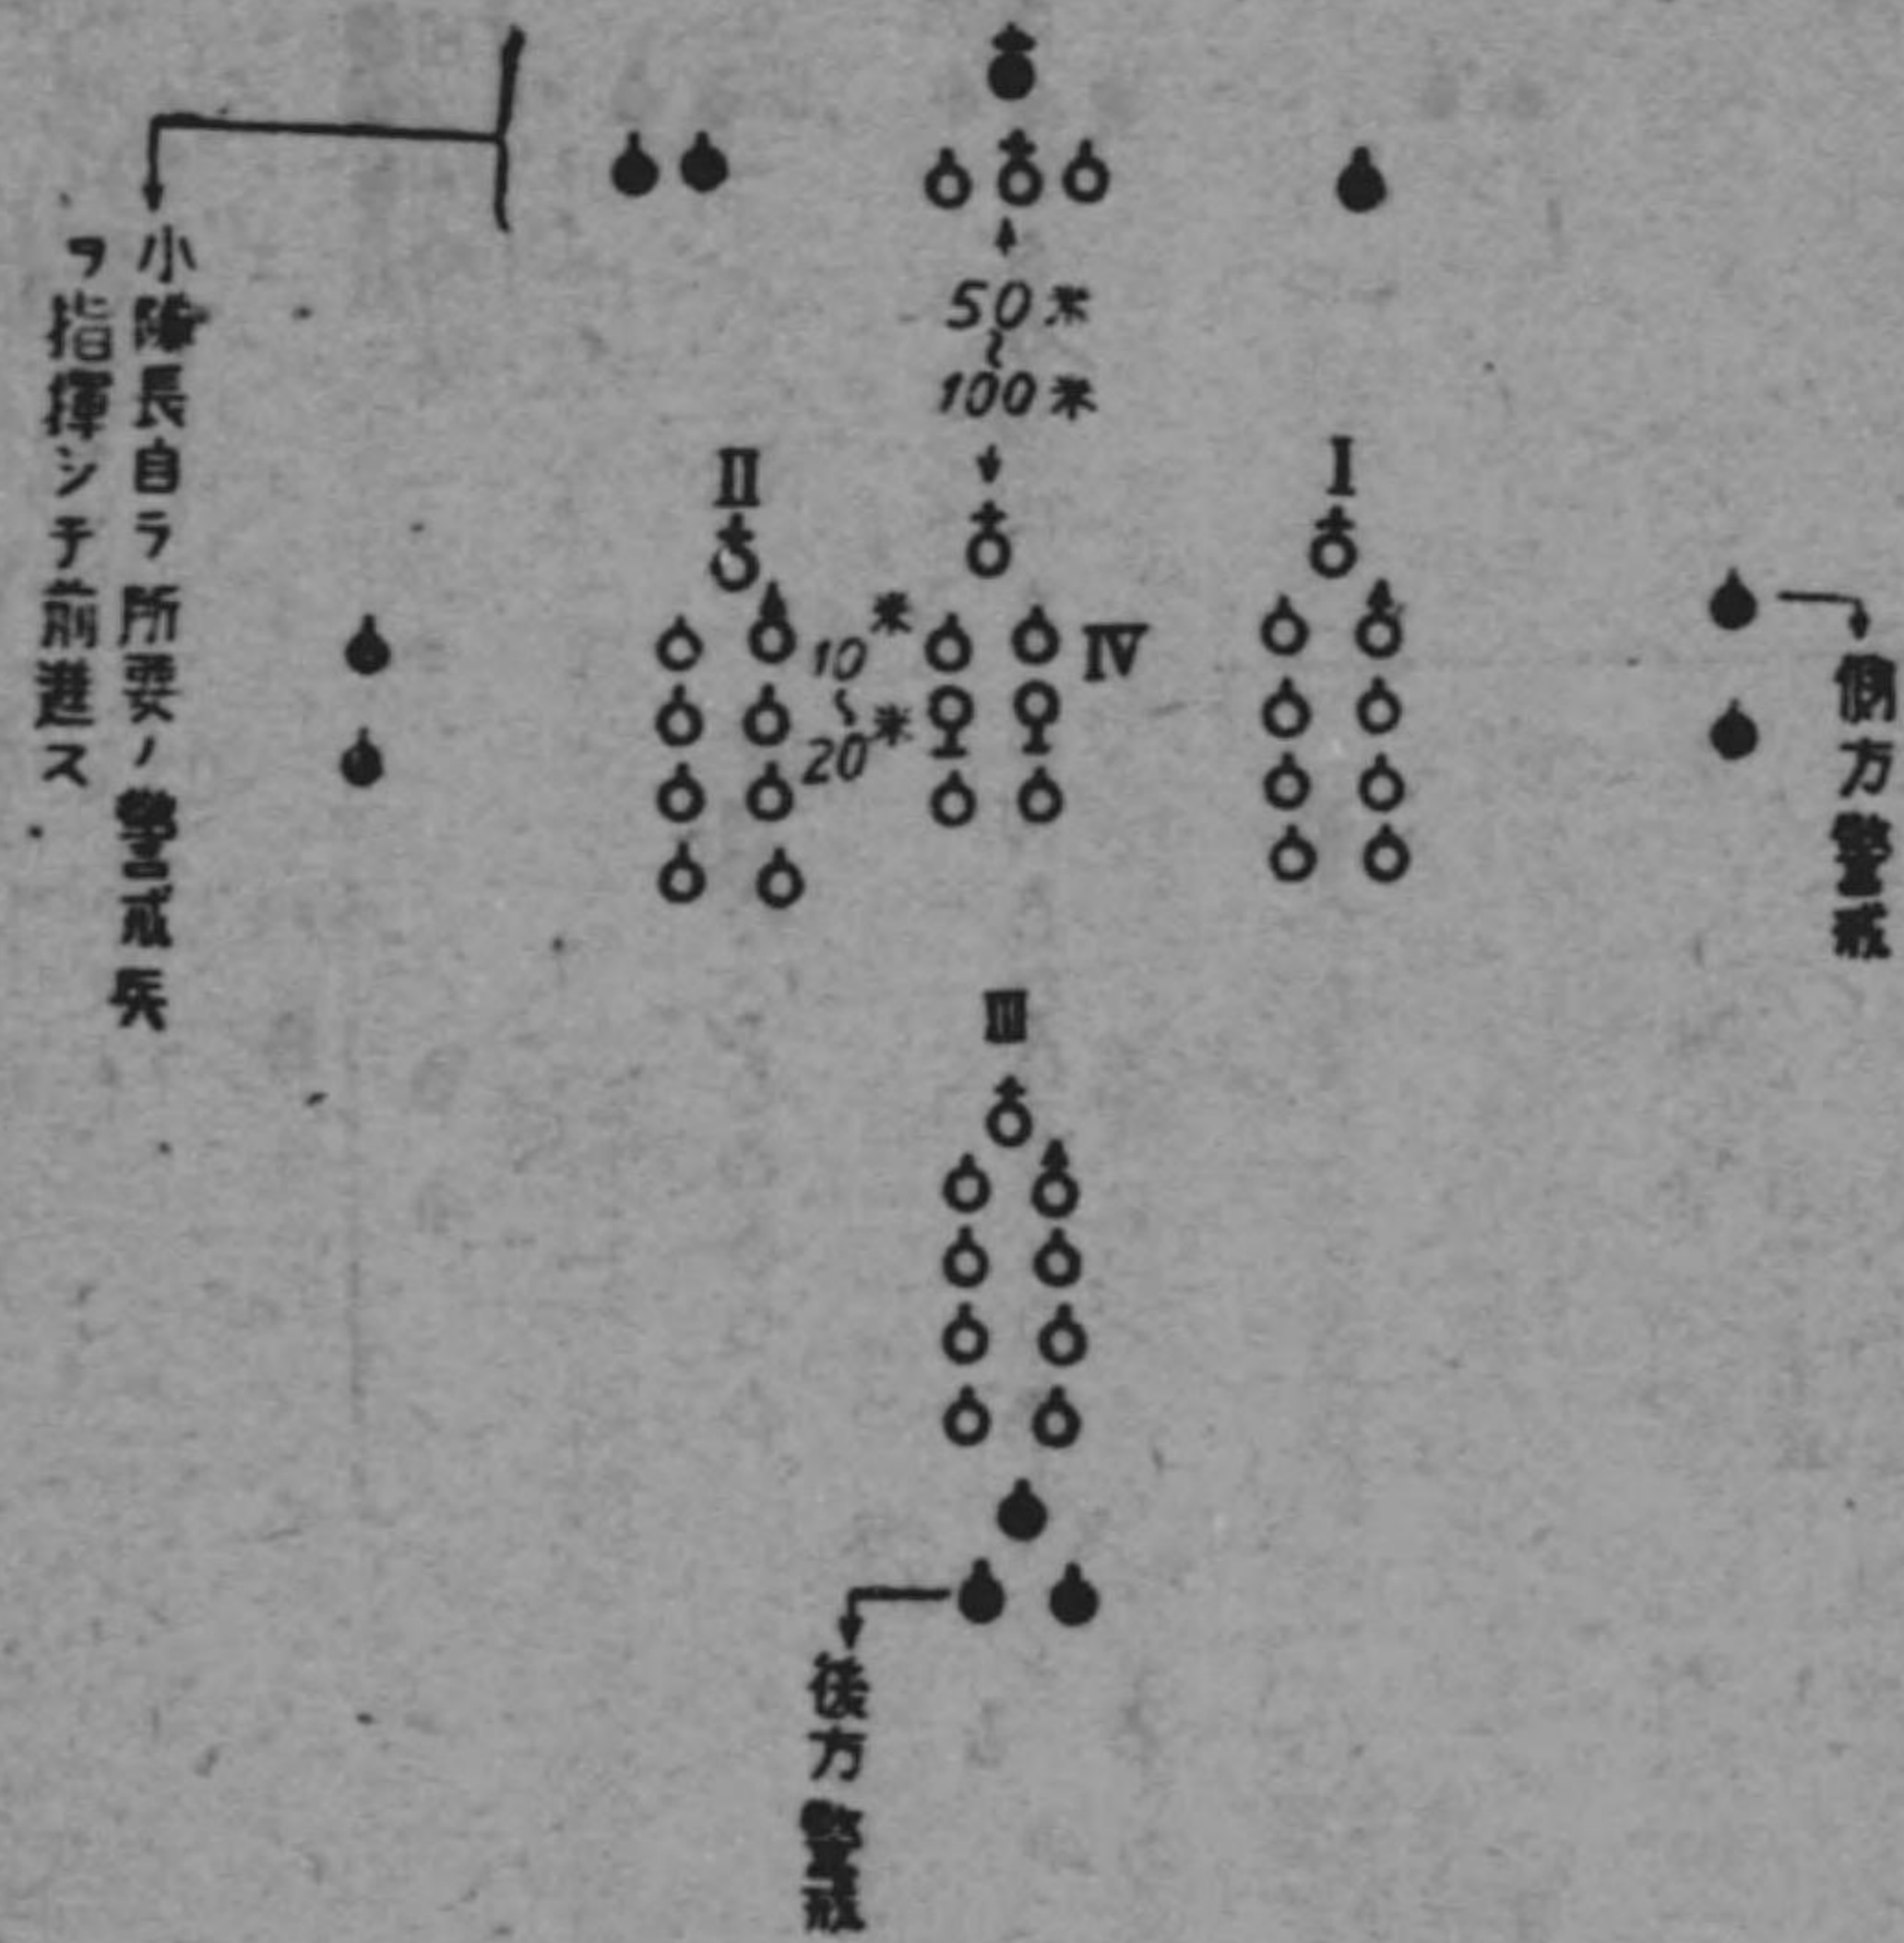 小隊長自ラ所要ノ警戒兵
ヲ指揮シテ前進ス
50米
〜
100米
II
I
10米
〜
20米
IV
側方警戒
III
後方警戒